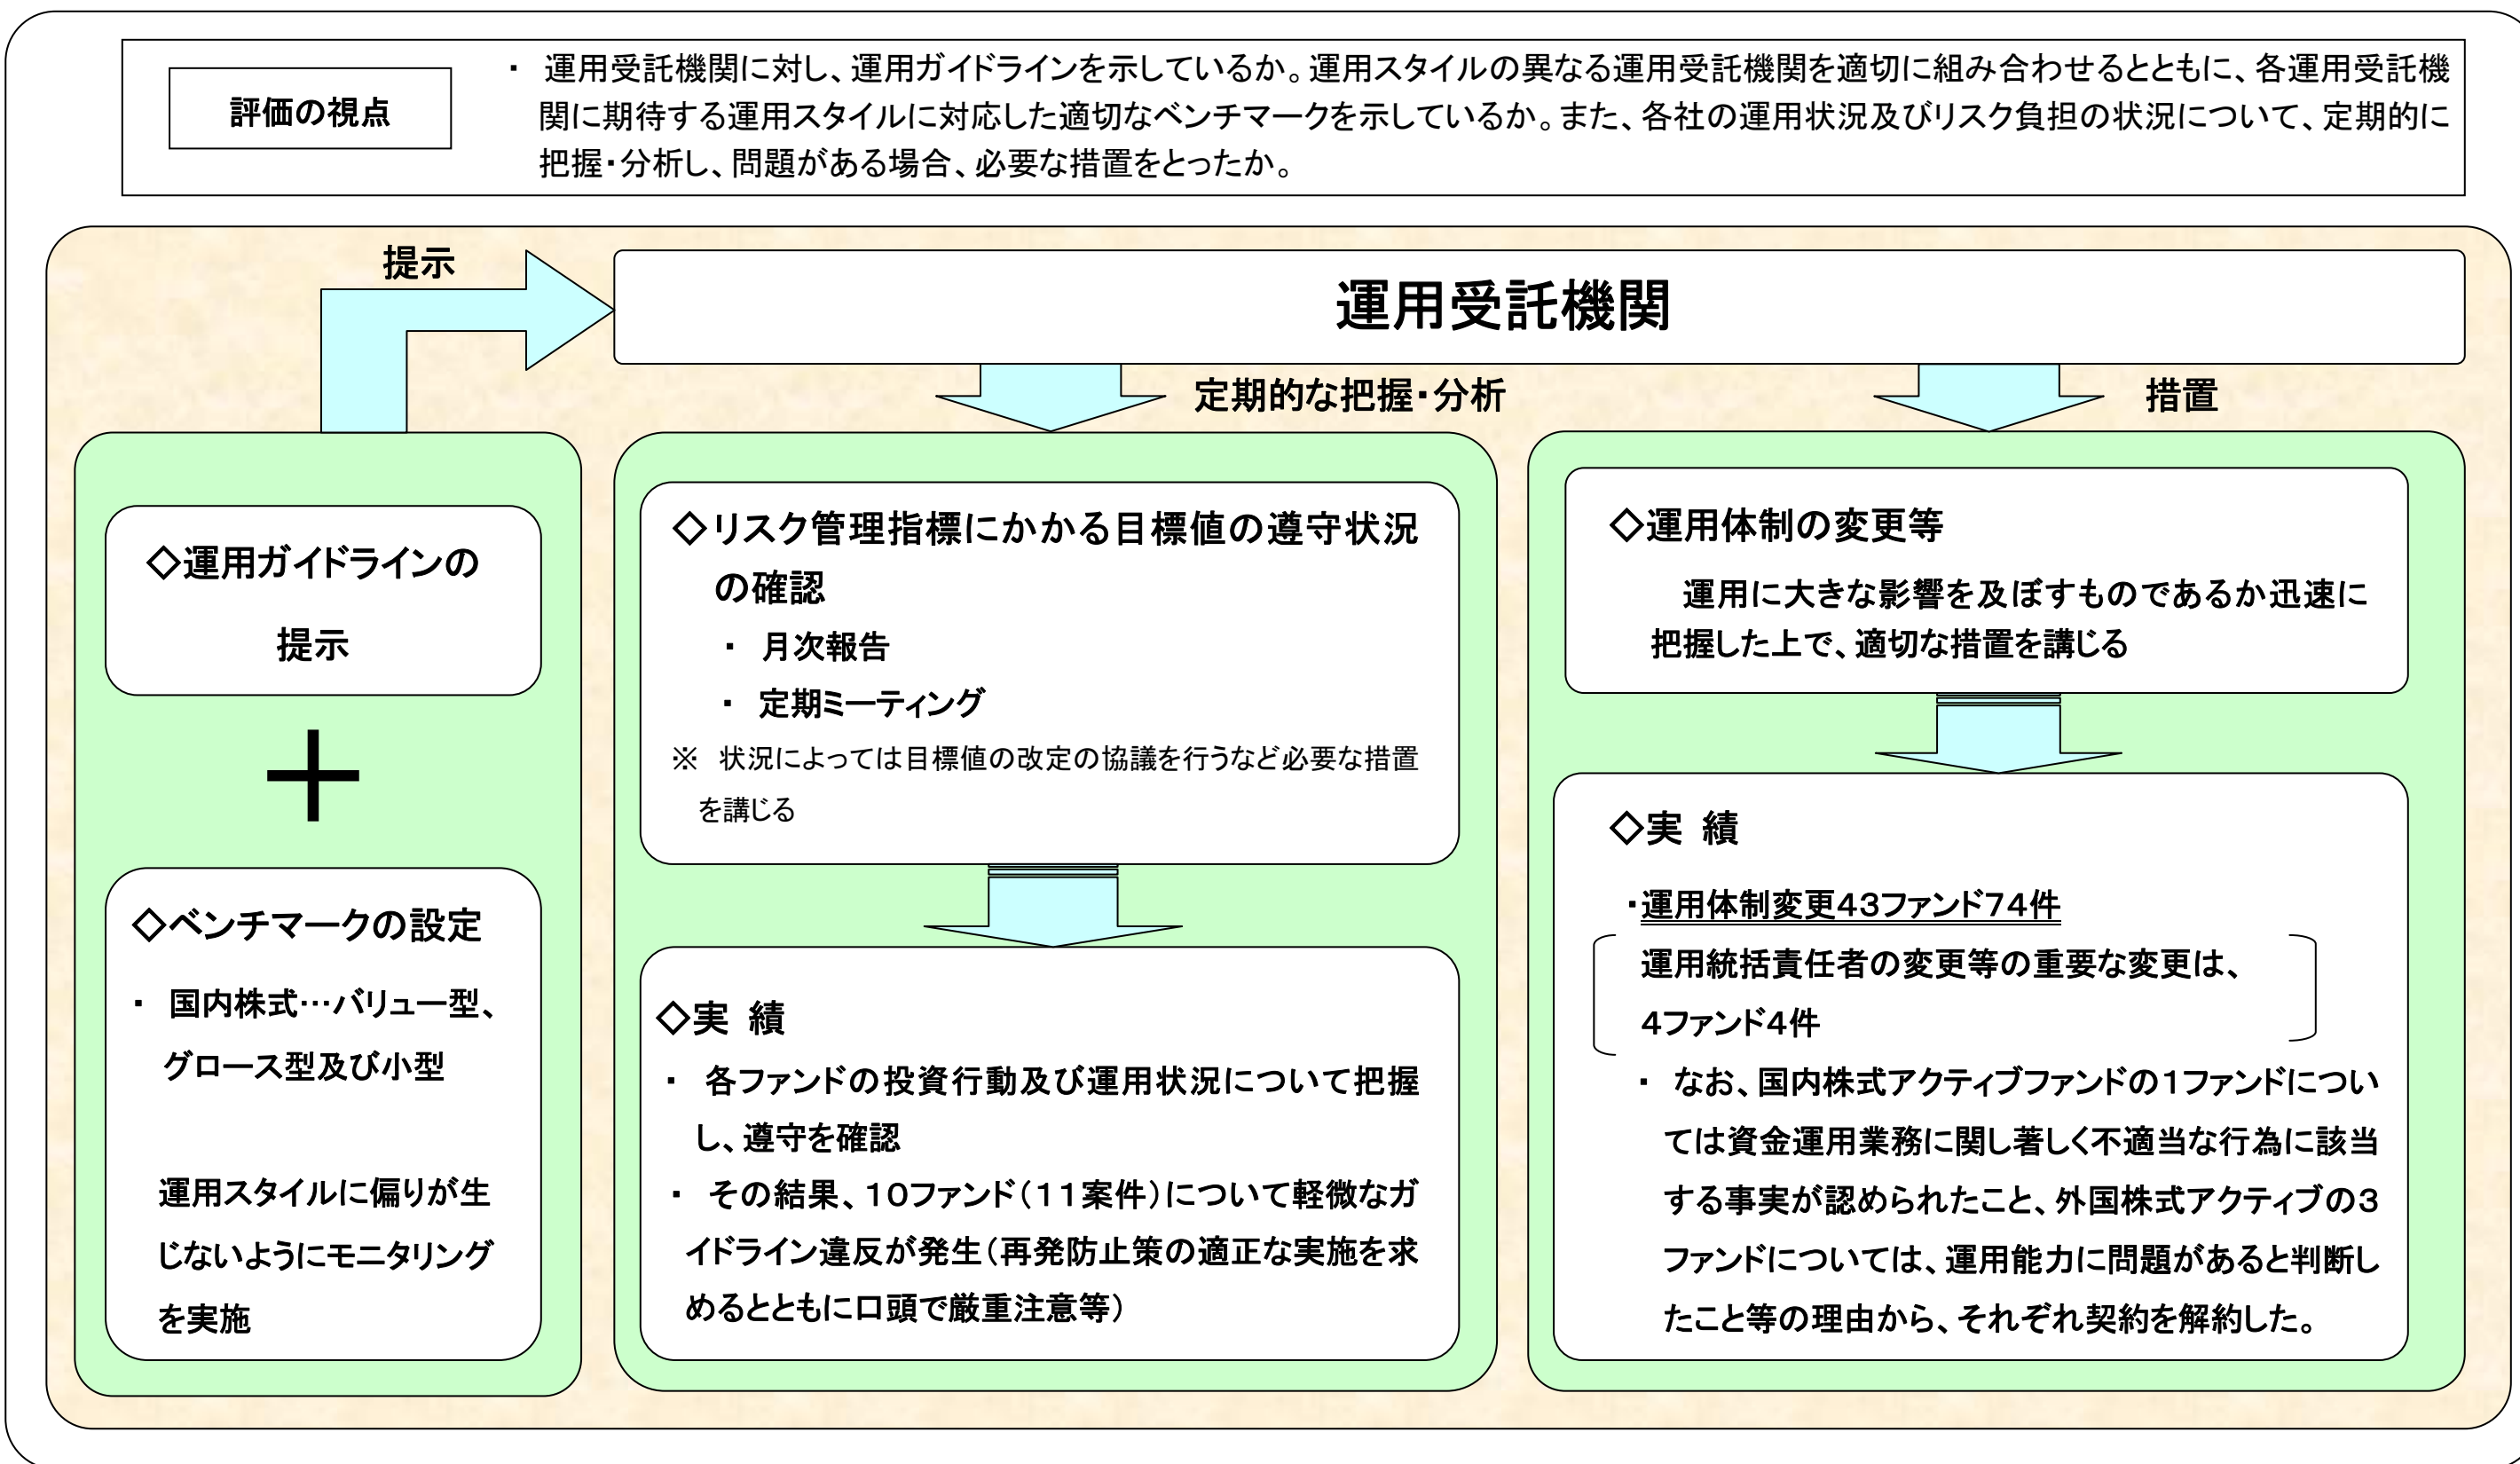 評価の視点
・ 運用受託機関に対し、運用ガイドラインを示しているか。運用スタイルの異なる運用受託機関を適切に組み合わせるとともに、各運用受託機
関に期待する運用スタイルに対応した適切なベンチマークを示しているか。また、各社の運用状況及びリスク負担の状況について、定期的に
把握・分析し、問題がある場合、必要な措置をとったか。
提示
運用受託機関
定期的な把握・分析
措置
◇運用ガイドラインの
提示
＋
◇ベンチマークの設定
・ 国内株式…バリュー型、
グロース型及び小型
運用スタイルに偏りが生
じないようにモニタリング
を実施
◇リスク管理指標にかかる目標値の遵守状況
の確認
・ 月次報告
・ 定期ミーティング
※ 状況によっては目標値の改定の協議を行うなど必要な措置
を講じる
◇実 績
・ 各ファンドの投資行動及び運用状況について把握
し、遵守を確認
・ その結果、１０ファンド（１１案件）について軽微なガ
イドライン違反が発生（再発防止策の適正な実施を求
めるとともに口頭で厳重注意等）
◇運用体制の変更等
運用に大きな影響を及ぼすものであるか迅速に
把握した上で、適切な措置を講じる
◇実 績
・運用体制変更４３ファンド７４件
運用統括責任者の変更等の重要な変更は、
４ファンド４件
・ なお、国内株式アクティブファンドの１ファンドについ
ては資金運用業務に関し著しく不適当な行為に該当
する事実が認められたこと、外国株式アクティブの３
ファンドについては、運用能力に問題があると判断し
たこと等の理由から、それぞれ契約を解約した。